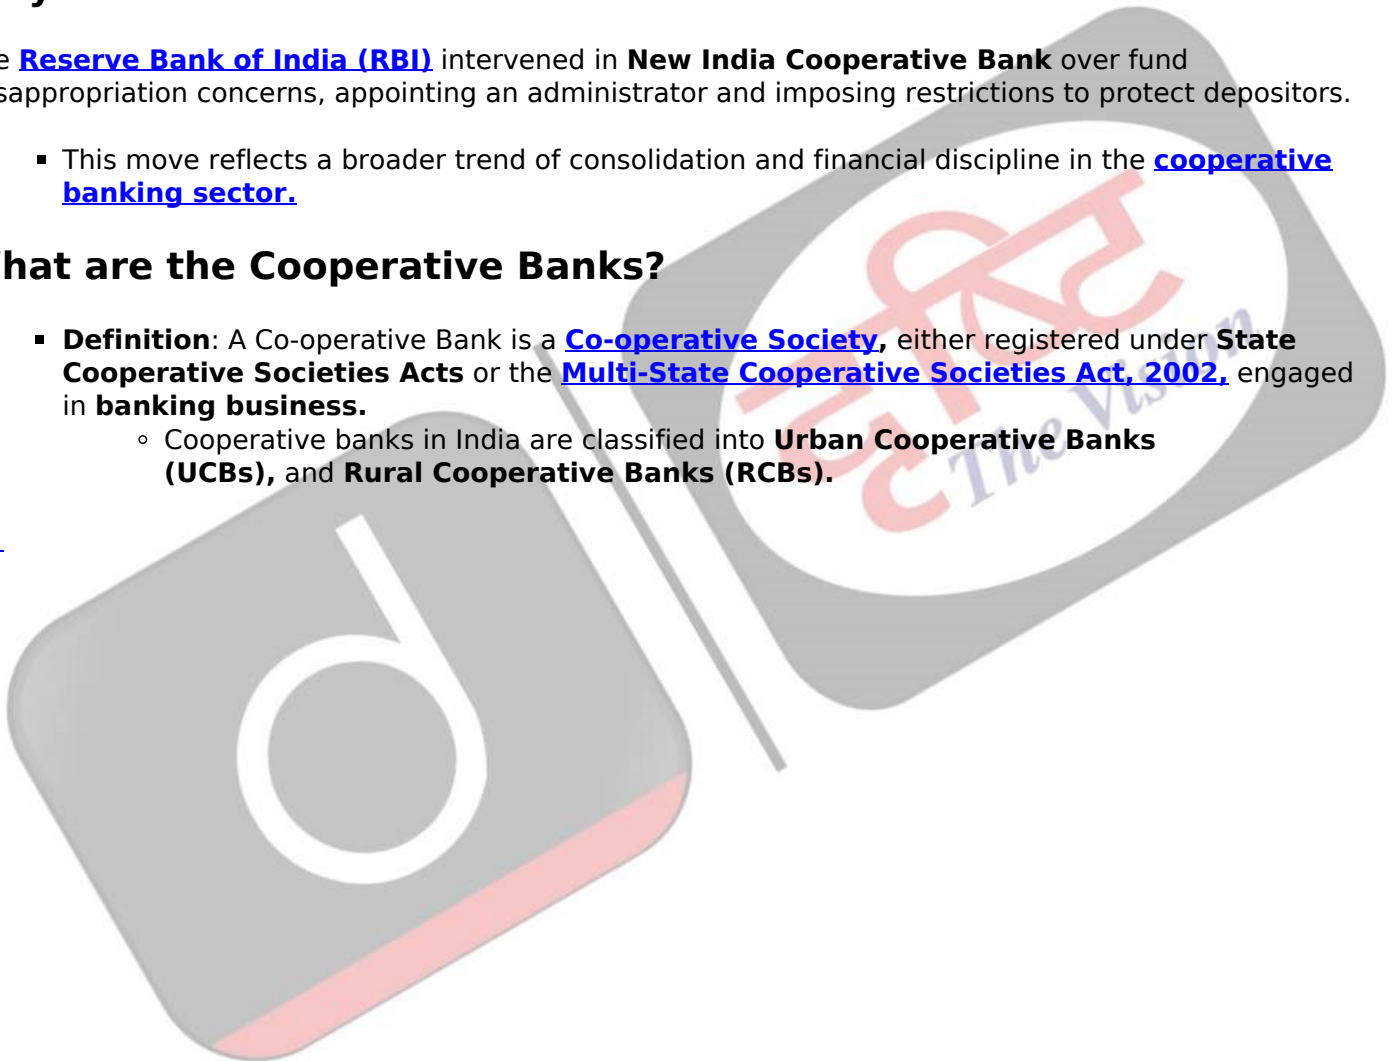 e Reserve Bank of India (RBI) intervened in New India Cooperative Bank over fund
sappropriation concerns, appointing an administrator and imposing restrictions to protect depositors.
This move reflects a broader trend of consolidation and financial discipline in the cooperative
banking sector.
hat are the Cooperative Banks?
Definition: A Co-operative Bank is a Co-operative Society, either registered under State
Cooperative Societies Acts or the Multi-State Cooperative Societies Act, 2002, engaged
in banking business.
Cooperative banks in India are classified into Urban Cooperative Banks
(UCBs), and Rural Cooperative Banks (RCBs).
दृष्टि
The Vision
d